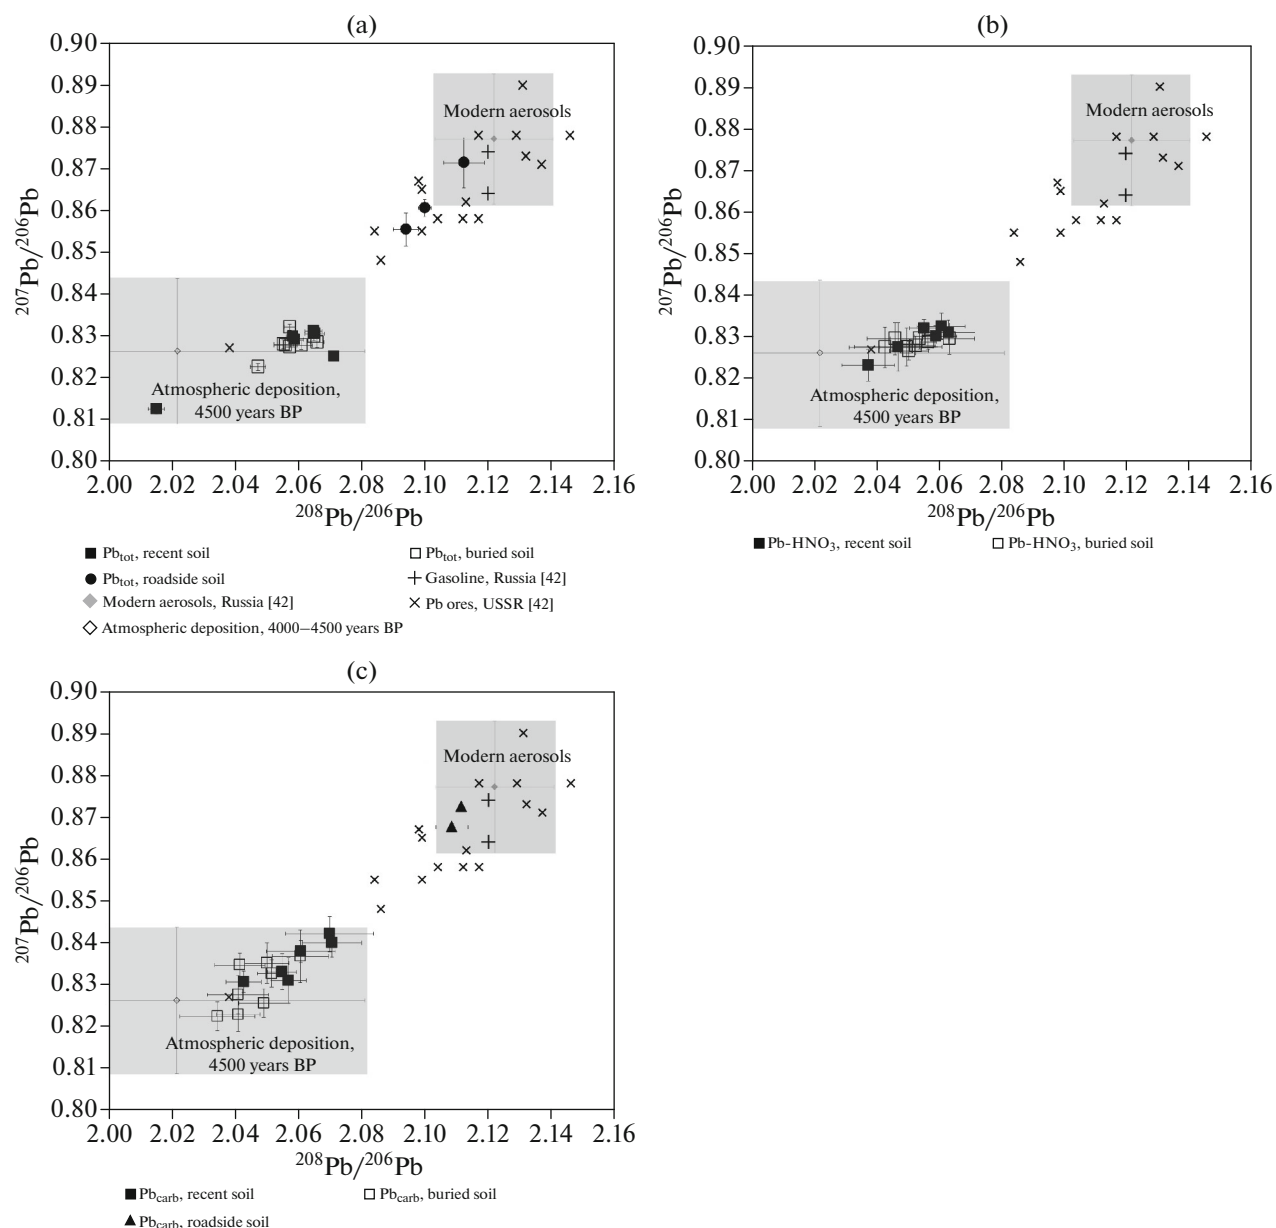 (a)
0.90
0.89
0.88
0.87
0.86
0.85
0.84
0.83
0.82
0.81
0.80
²⁰⁷Pb/²⁰⁶Pb
Modern aerosols
Atmospheric deposition,
4500 years BP
2.00 2.02 2.04 2.06 2.08 2.10 2.12 2.14 2.16
²⁰⁸Pb/²⁰⁶Pb
Pbtot, recent soil
Pbtot, buried soil
Pbtot, roadside soil
Gasoline, Russia [42]
Modern aerosols, Russia [42]
Pb ores, USSR [42]
Atmospheric deposition, 4000–4500 years BP
(b)
0.90
0.89
0.88
0.87
0.86
0.85
0.84
0.83
0.82
0.81
0.80
²⁰⁷Pb/²⁰⁶Pb
Modern aerosols
Atmospheric deposition,
4500 years BP
2.00 2.02 2.04 2.06 2.08 2.10 2.12 2.14 2.16
²⁰⁸Pb/²⁰⁶Pb
Pb-HNO₃, recent soil
Pb-HNO₃, buried soil
(c)
0.90
0.89
0.88
0.87
0.86
0.85
0.84
0.83
0.82
0.81
0.80
²⁰⁷Pb/²⁰⁶Pb
Modern aerosols
Atmospheric deposition,
4500 years BP
2.00 2.02 2.04 2.06 2.08 2.10 2.12 2.14 2.16
²⁰⁸Pb/²⁰⁶Pb
Pbcarb, recent soil
Pbcarb, buried soil
Pbcarb, roadside soil